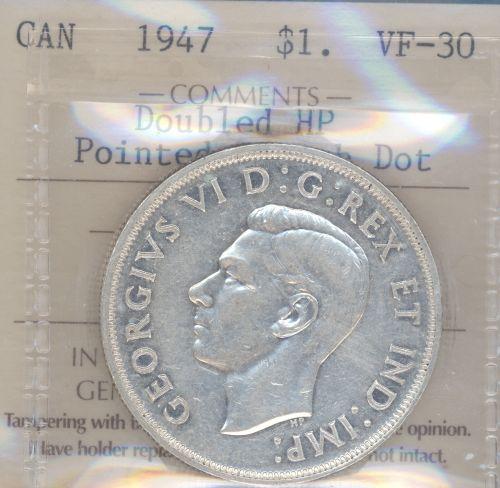 CAN 1947 $1. VF-30
— COMMENTS —
Doubled HP
Pointed Dot
GEORGIVS VI D:G:REX ET IND:IMP:
HP
IN
GE
Tampering with opinion.
Have holder not intact.